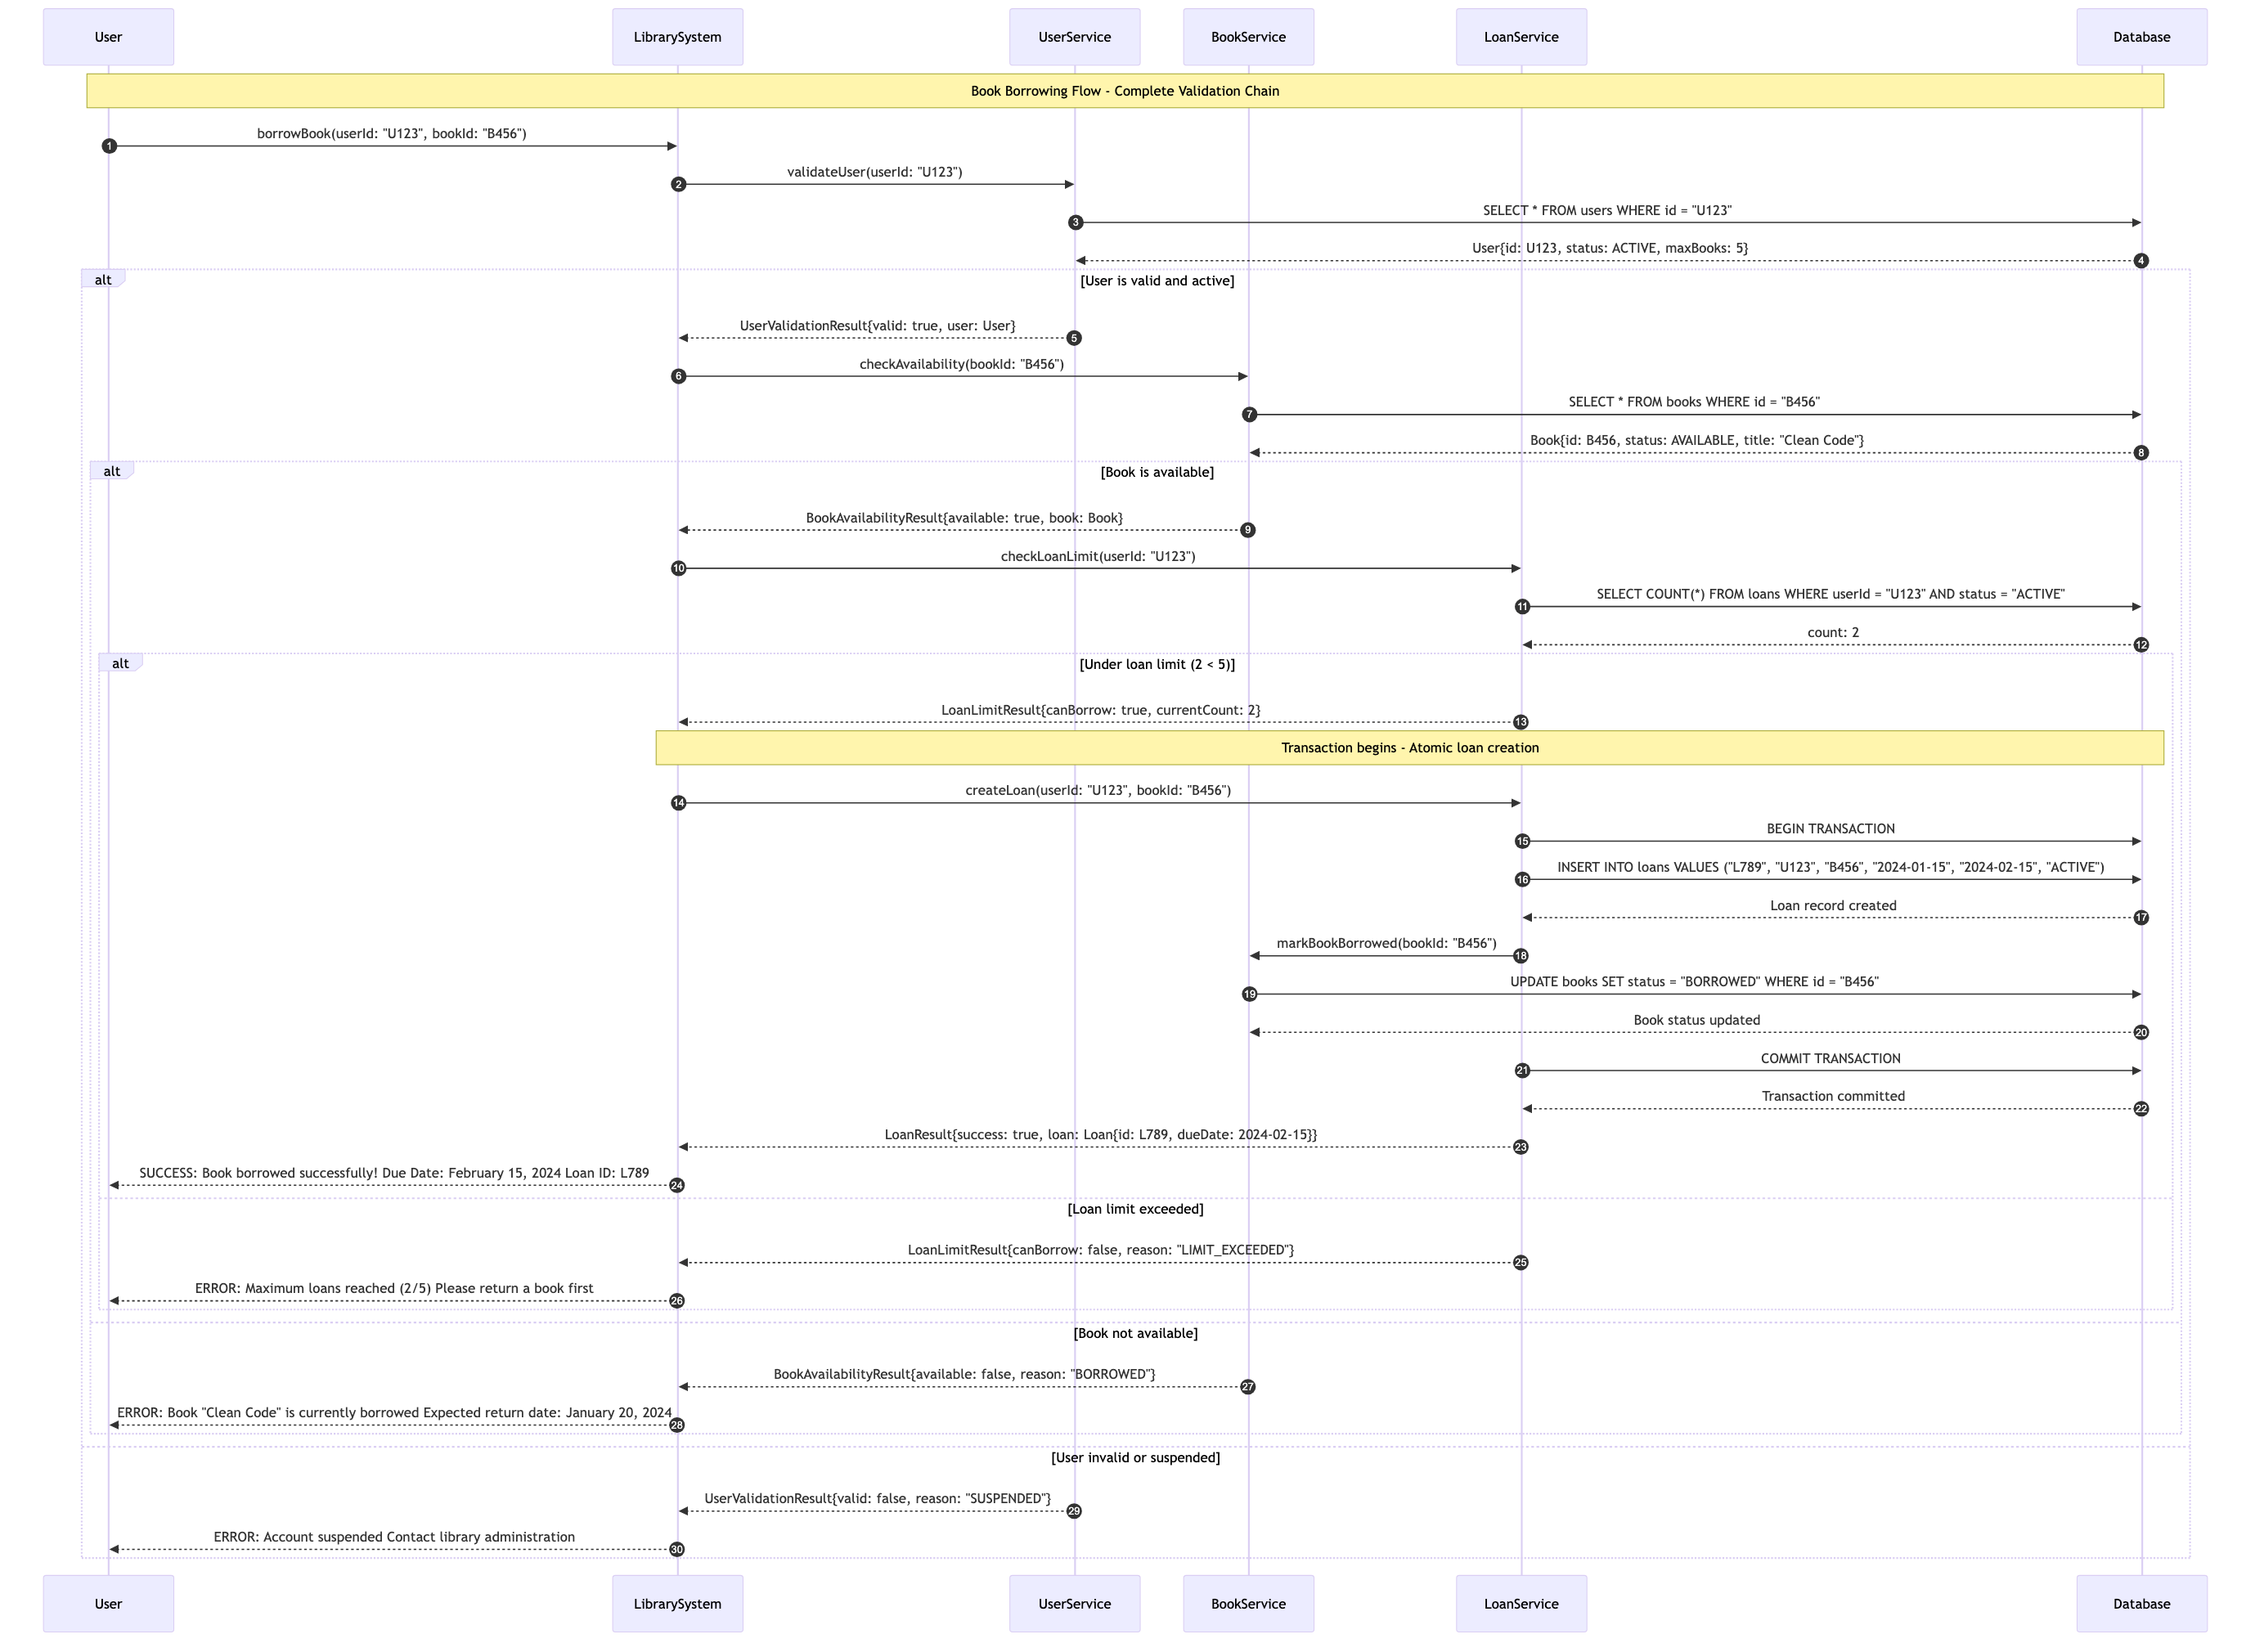 User
LibrarySystem
UserService
BookService
LoanService
Database
Book Borrowing Flow - Complete Validation Chain
borrowBook(userId: "U123", bookId: "B456")
1
validateUser(userId: "U123")
2
SELECT * FROM users WHERE id = "U123"
3
User{id: U123, status: ACTIVE, maxBooks: 5}
4
alt
[User is valid and active]
UserValidationResult{valid: true, user: User}
5
checkAvailability(bookId: "B456")
6
SELECT * FROM books WHERE id = "B456"
7
Book{id: B456, status: AVAILABLE, title: "Clean Code"}
8
alt
[Book is available]
BookAvailabilityResult{available: true, book: Book}
9
checkLoanLimit(userId: "U123")
10
SELECT COUNT(*) FROM loans WHERE userId = "U123" AND status = "ACTIVE"
11
count: 2
12
alt
[Under loan limit (2 < 5)]
LoanLimitResult{canBorrow: true, currentCount: 2}
13
Transaction begins - Atomic loan creation
createLoan(userId: "U123", bookId: "B456")
14
BEGIN TRANSACTION
15
INSERT INTO loans VALUES ("L789", "U123", "B456", "2024-01-15", "2024-02-15", "ACTIVE")
16
Loan record created
17
markBookBorrowed(bookId: "B456")
18
UPDATE books SET status = "BORROWED" WHERE id = "B456"
19
Book status updated
20
COMMIT TRANSACTION
21
Transaction committed
22
LoanResult{success: true, loan: Loan{id: L789, dueDate: 2024-02-15}}
23
SUCCESS: Book borrowed successfully! Due Date: February 15, 2024 Loan ID: L789
24
[Loan limit exceeded]
LoanLimitResult{canBorrow: false, reason: "LIMIT_EXCEEDED"}
25
ERROR: Maximum loans reached (2/5) Please return a book first
26
[Book not available]
BookAvailabilityResult{available: false, reason: "BORROWED"}
27
ERROR: Book "Clean Code" is currently borrowed Expected return date: January 20, 2024
28
[User invalid or suspended]
UserValidationResult{valid: false, reason: "SUSPENDED"}
29
ERROR: Account suspended Contact library administration
30
User
LibrarySystem
UserService
BookService
LoanService
Database